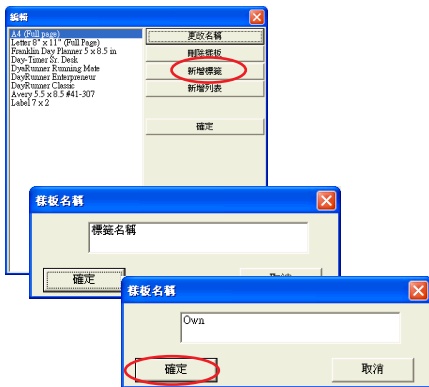 編輯
A4 (Full page)
Letter 8" x 11" (Full Page)
Franklin Day Planner 5 x 8.5 in
Day-Timer Sr. Desk
DyaRunner Running Mate
DayRunner Enterpreneur
DayRunner Classic
Avery 5.5 x 8.5 #41-307
Label 7 x 2
更改名稱
刪除樣板
新增標籤
新增列表
確定
樣板名稱
標籤名稱
確定
取消
樣板名稱
Own
確定
取消